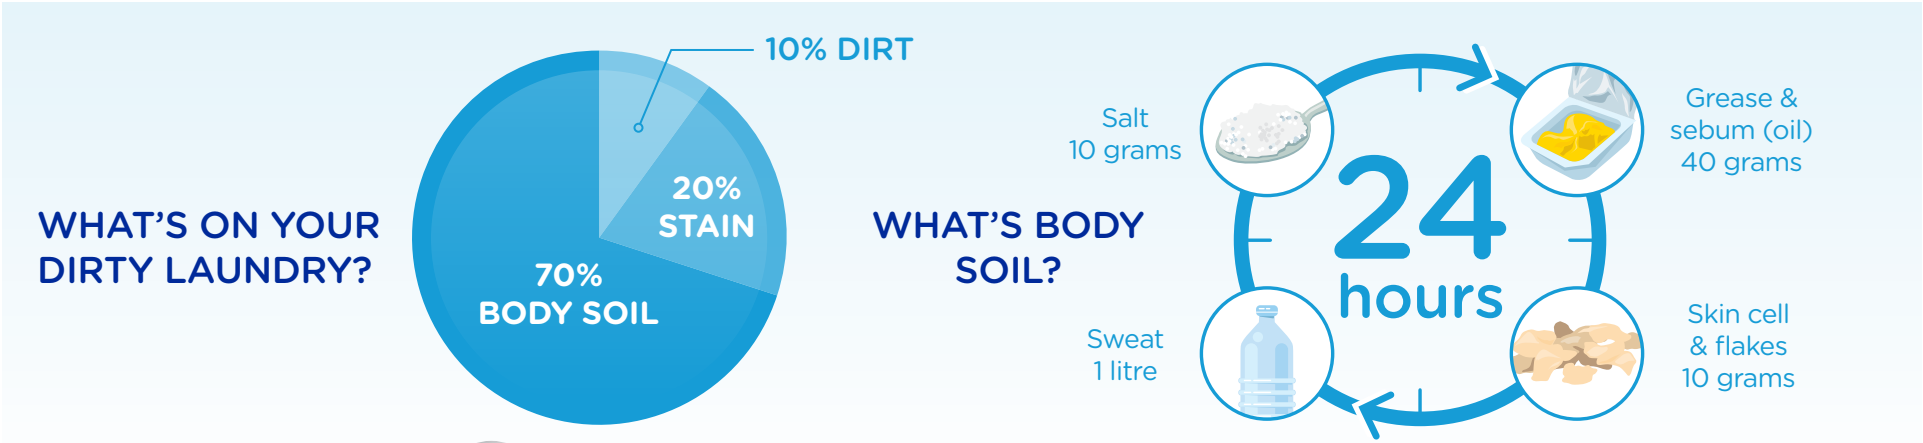 WHAT'S ON YOUR
DIRTY LAUNDRY?
10% DIRT
20%
STAIN
70%
BODY SOIL
WHAT'S BODY
SOIL?
24
hours
Salt
10 grams
Grease &
sebum (oil)
40 grams
Skin cell
& flakes
10 grams
Sweat
1 litre